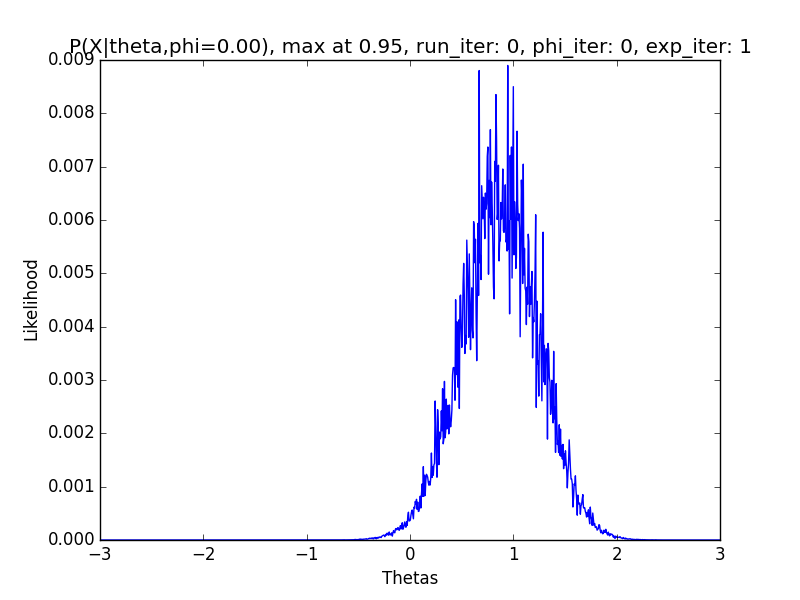 P(X|theta,phi=0.00), max at 0.95, run_iter: 0, phi_iter: 0, exp_iter: 1
0.009
0.008
0.007
0.006
0.005
0.004
0.003
0.002
0.001
0.000
Likelihood
−3 −2 −1 0 1 2 3
Thetas